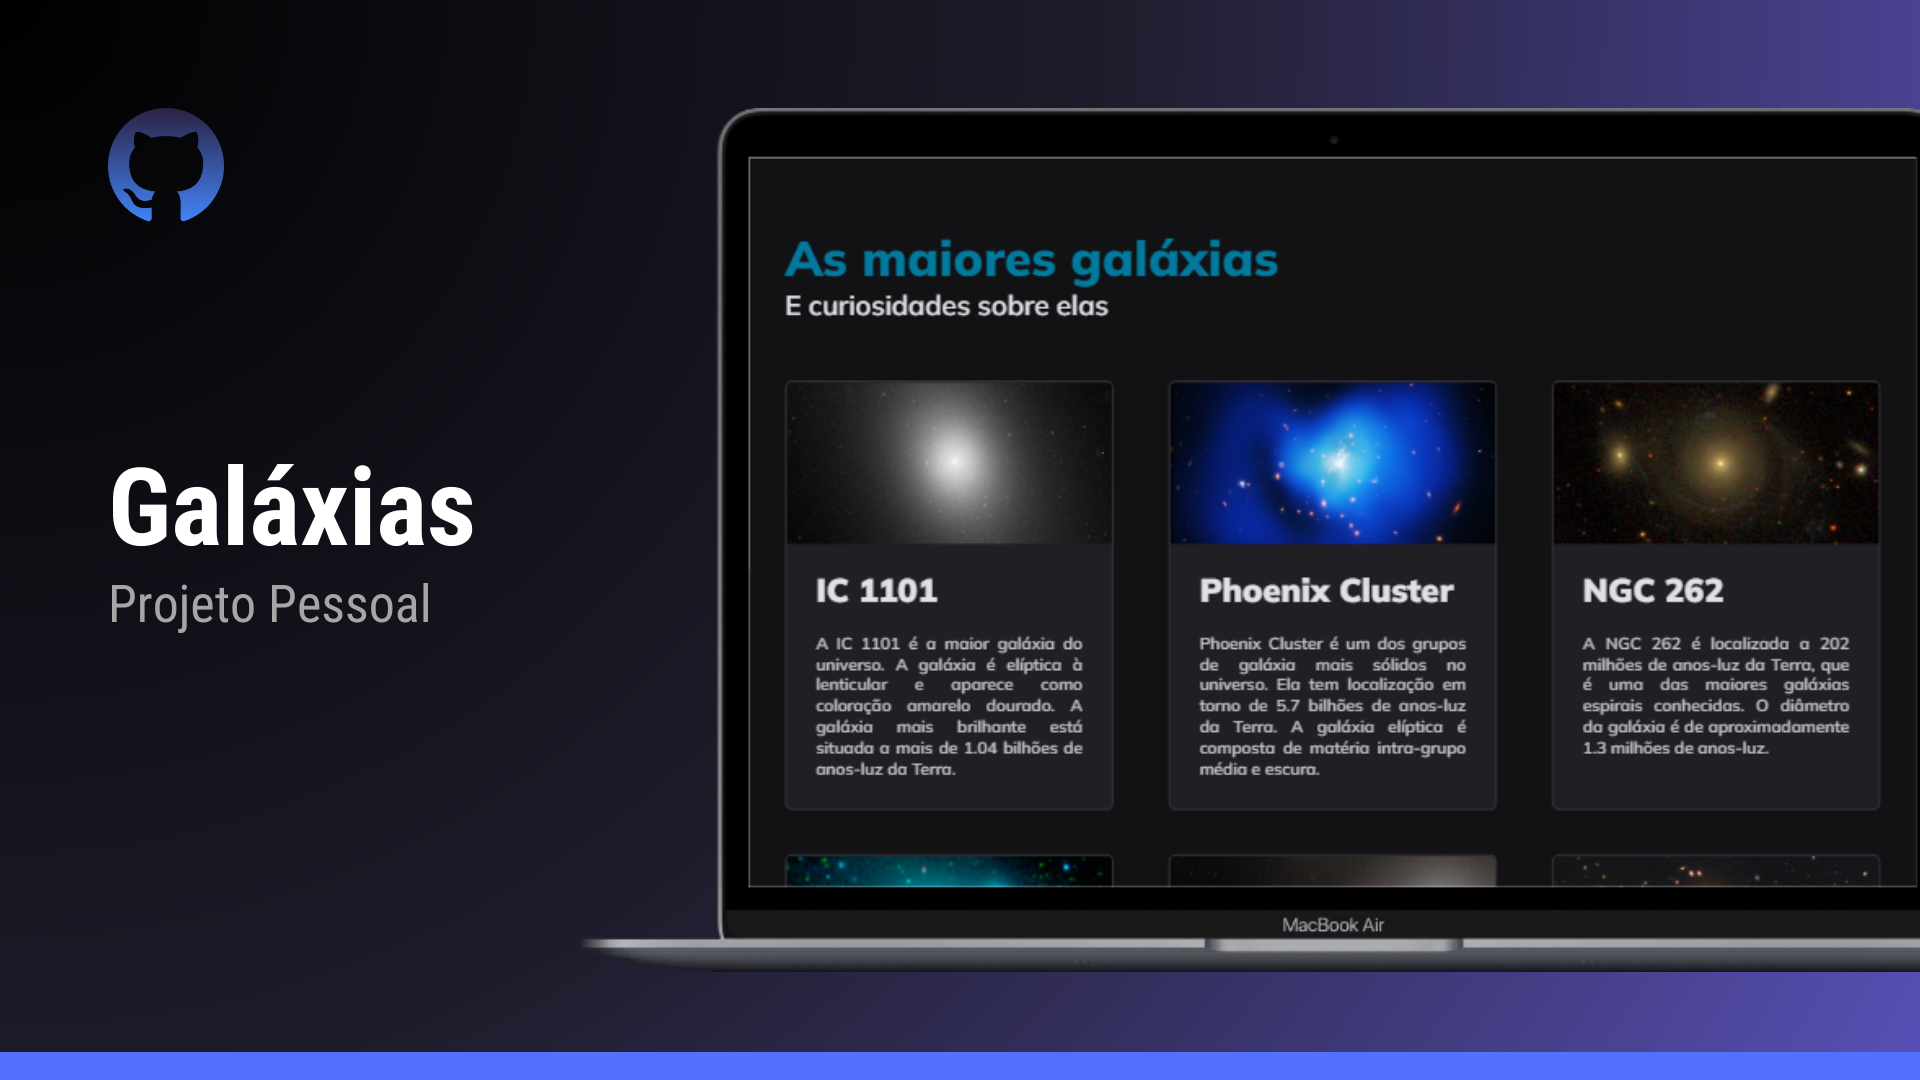 Galáxias
Projeto Pessoal
As maiores galáxias
E curiosidades sobre elas
IC 1101
A IC 1101 é a maior galáxia do
universo. A galáxia é elíptica à
lenticular e aparece como
coloração amarelo dourado. A
galáxia mais brilhante está
situada a mais de 1.04 bilhões de
anos-luz da Terra.
Phoenix Cluster
Phoenix Cluster é um dos grupos
de galáxia mais sólidos no
universo. Ela tem localização em
torno de 5.7 bilhões de anos-luz
da Terra. A galáxia elíptica é
composta de matéria intra-grupo
média e escura.
NGC 262
A NGC 262 é localizada a 202
milhões de anos-luz da Terra, que
é uma das maiores galáxias
espirais conhecidas. O diâmetro
da galáxia é de aproximadamente
1.3 milhões de anos-luz.
MacBook Air